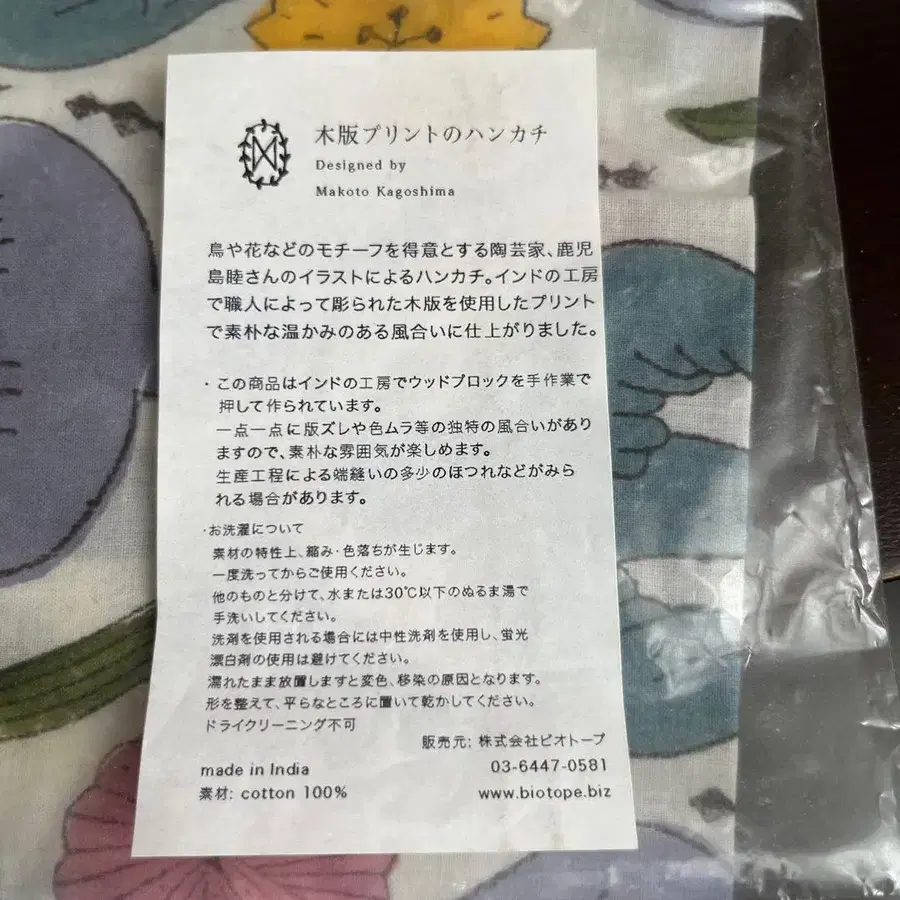 木版プリントのハンカチ
Designed by
Makoto Kagoshima
鳥や花などのモチーフを得意とする陶芸家、鹿児
島睦さんのイラストによるハンカチ。インドの工房
で職人によって彫られた木版を使用したプリント
で素朴な温かみのある風合いに仕上がりました。
・この商品はインドの工房でウッドブロックを手作業で
押して作られています。
一点一点に版ズレや色ムラ等の独特の風合いがあり
ますので、素朴な雰囲気が楽しめます。
生産工程による端縫いの多少のほつれなどがみら
れる場合があります。
・お洗濯について
素材の特性上、縮み・色落ちが生じます。
一度洗ってからご使用ください。
他のものと分けて、水または30℃以下のぬるま湯で
手洗いしてください。
洗剤を使用される場合には中性洗剤を使用し、蛍光
漂白剤の使用は避けてください。
濡れたまま放置しますと変色、移染の原因となります。
形を整えて、平らなところに置いて乾かしてください。
ドライクリーニング不可
販売元: 株式会社ビオトープ
made in India
03-6447-0581
素材: cotton 100%
www.biotope.biz